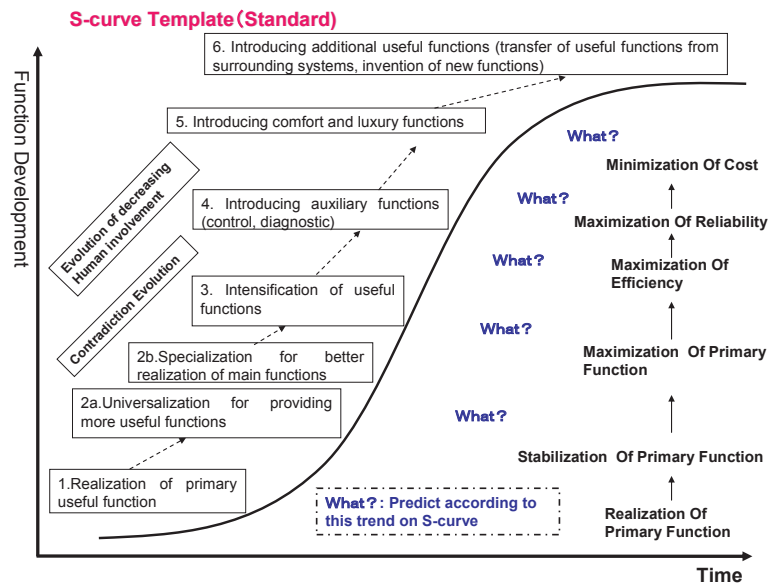 S-curve Template(Standard)
6. Introducing additional useful functions (transfer of useful functions from
surrounding systems, invention of new functions)
Function Development
5. Introducing comfort and luxury functions
What?
Minimization Of Cost
Evolution of decreasing
Human involvement
4. Introducing auxiliary functions
(control, diagnostic)
What?
Maximization Of Reliability
What?
Maximization Of
Efficiency
Contradiction Evolution
3. Intensification of useful
functions
What?
Maximization Of Primary
Function
2b.Specialization for better
realization of main functions
2a.Universalization for providing
more useful functions
What?
Stabilization Of Primary Function
1.Realization of primary
useful function
What?: Predict according to
this trend on S-curve
Realization Of
Primary Function
Time